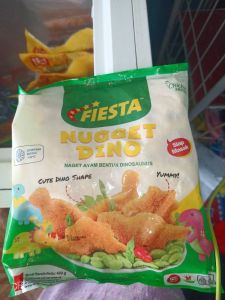 FIESTA
NUGGET
DINO
NAGET AYAM BENTUK DINOSAURUS
CUTE DINO SHAPE
YUMMY!
Siap
Masak